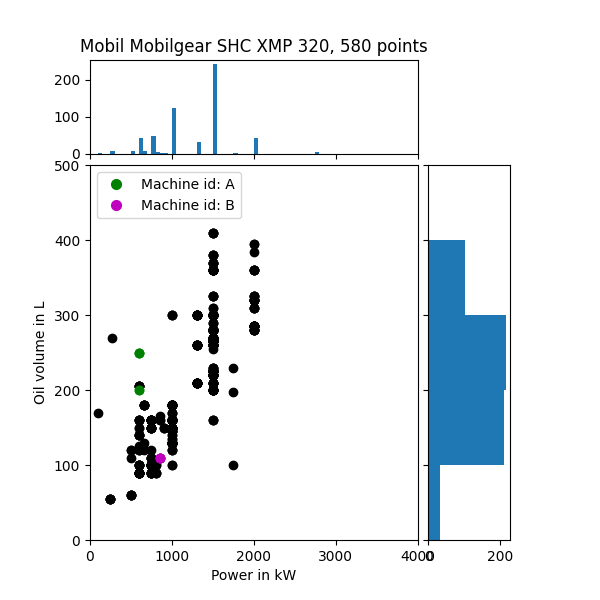 Mobil Mobilgear SHC XMP 320, 580 points
200
100
0
500
400
300
200
100
0
Machine id: A
Machine id: B
Oil volume in L
0 1000 2000 3000 4000
0 200
Power in kW